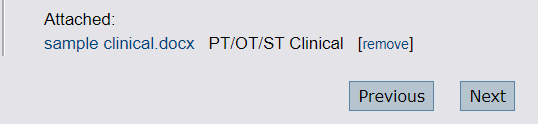 Attached:
sample clinical.docx PT/OT/ST Clinical [remove]
Previous Next